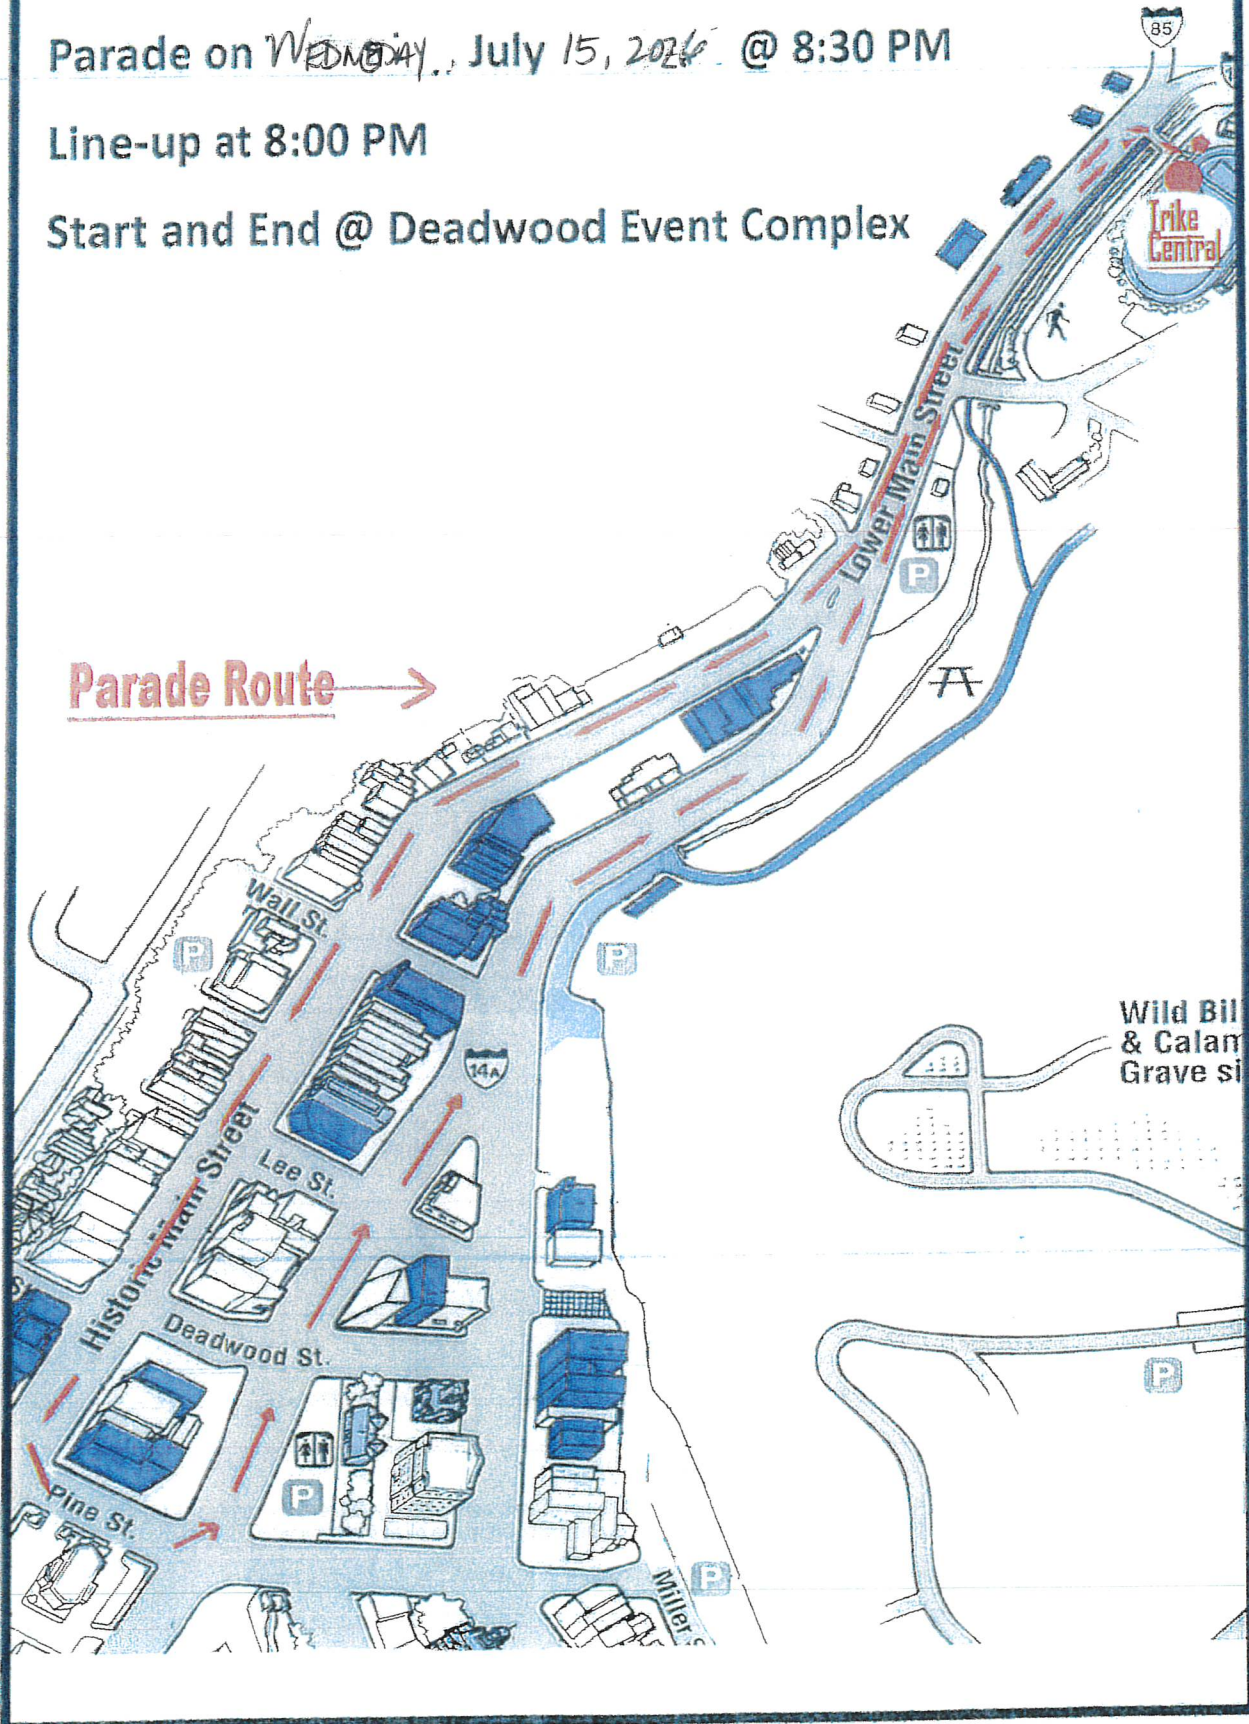 Parade on WEDNESDAY., July 15, 2026 @ 8:30 PM
Line-up at 8:00 PM
Start and End @ Deadwood Event Complex
85
Trike
Central
Lower Main Street
P
Parade Route
Wall St.
P
P
Wild Bil
& Calam
Grave si
14A
Historic Main Street
Lee St.
Deadwood St.
P
P
Pine St.
P
Miller S